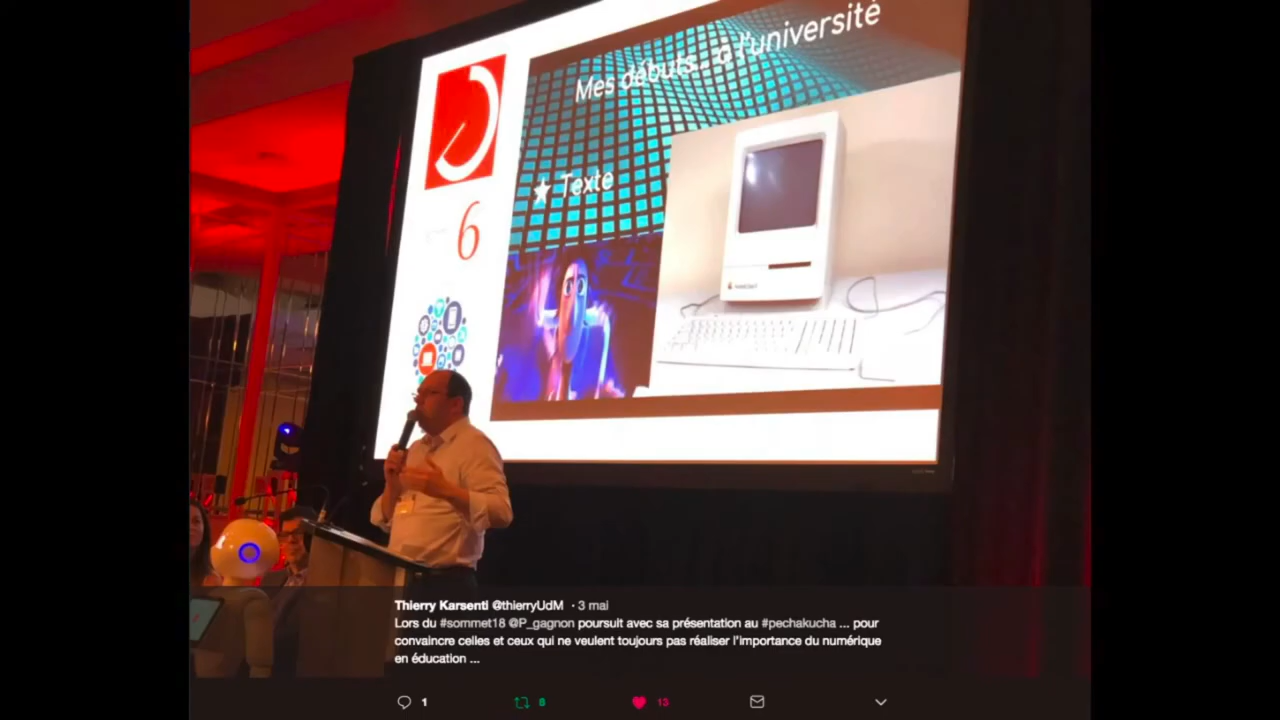 Mes débuts... à l'université
Texte
6
Thierry Karsenti @thierryUdM · 3 mai
Lors du #sommet18 @P_gagnon poursuit avec sa présentation au #pechakucha ... pour
convaincre celles et ceux qui ne veulent toujours pas réaliser l'importance du numérique
en éducation ...
1
8
13